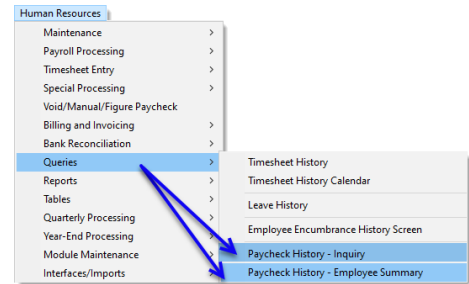 Human Resources
Maintenance
Payroll Processing
Timesheet Entry
Special Processing
Void/Manual/Figure Paycheck
Billing and Invoicing
Bank Reconciliation
Queries
Reports
Tables
Quarterly Processing
Year-End Processing
Module Maintenance
Interfaces/Imports
Timesheet History
Timesheet History Calendar
Leave History
Employee Encumbrance History Screen
Paycheck History - Inquiry
Paycheck History - Employee Summary